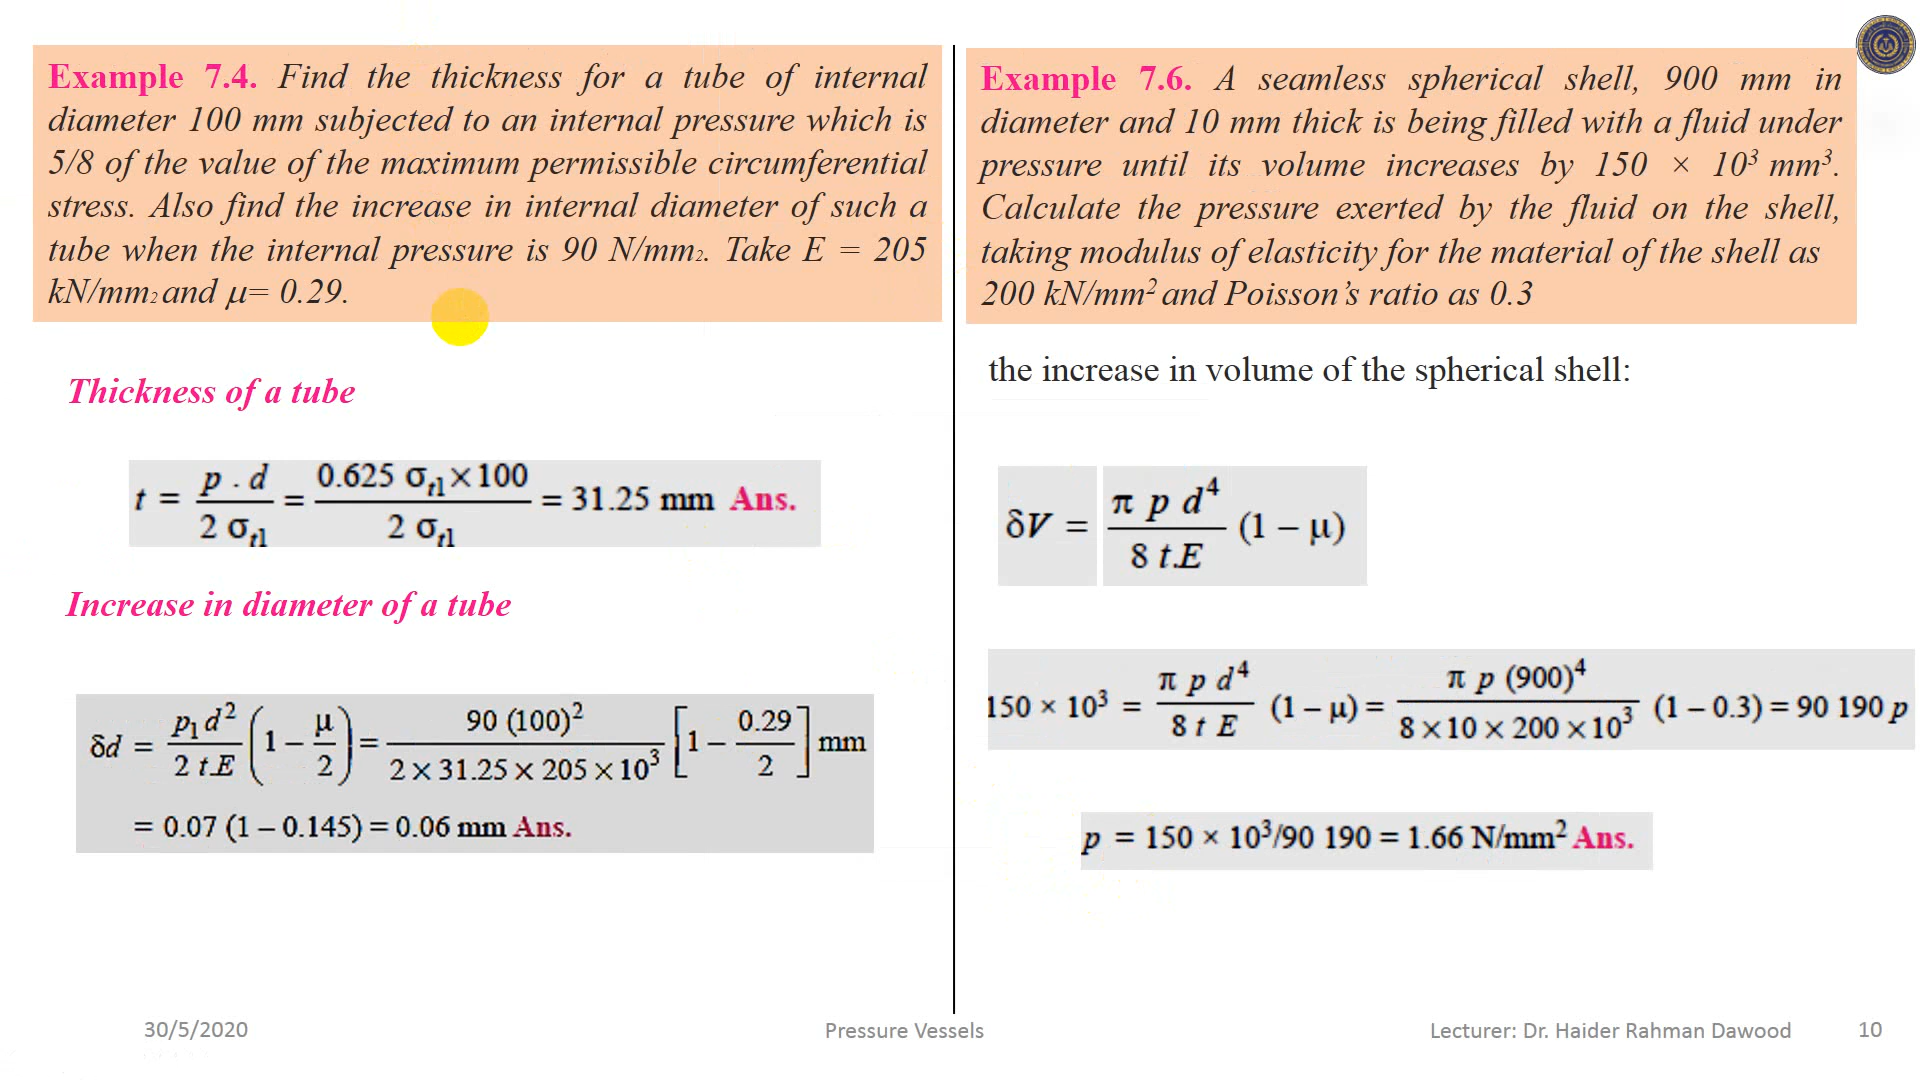 Example 7.4. Find the thickness for a tube of internal
diameter 100 mm subjected to an internal pressure which is
5/8 of the value of the maximum permissible circumferential
stress. Also find the increase in internal diameter of such a
tube when the internal pressure is 90 N/mm₂. Take E = 205
kN/mm₂ and μ= 0.29.
Thickness of a tube
t = p . d / 2 σₜ₁ = 0.625 σₜ₁ × 100 / 2 σₜ₁ = 31.25 mm Ans.
Increase in diameter of a tube
δd = p₁ d² / 2 t.E (1 – μ/2) = 90 (100)² / 2 × 31.25 × 205 × 10³ [1 – 0.29/2] mm
= 0.07 (1 – 0.145) = 0.06 mm Ans.
Example 7.6. A seamless spherical shell, 900 mm in
diameter and 10 mm thick is being filled with a fluid under
pressure until its volume increases by 150 × 10³ mm³.
Calculate the pressure exerted by the fluid on the shell,
taking modulus of elasticity for the material of the shell as
200 kN/mm² and Poisson’s ratio as 0.3
the increase in volume of the spherical shell:
δV = π p d⁴ / 8 t.E (1 – μ)
150 × 10³ = π p d⁴ / 8 t E (1 – μ) = π p (900)⁴ / 8 × 10 × 200 × 10³ (1 – 0.3) = 90 190 p
p = 150 × 10³/90 190 = 1.66 N/mm² Ans.
30/5/2020
Pressure Vessels
Lecturer: Dr. Haider Rahman Dawood
10